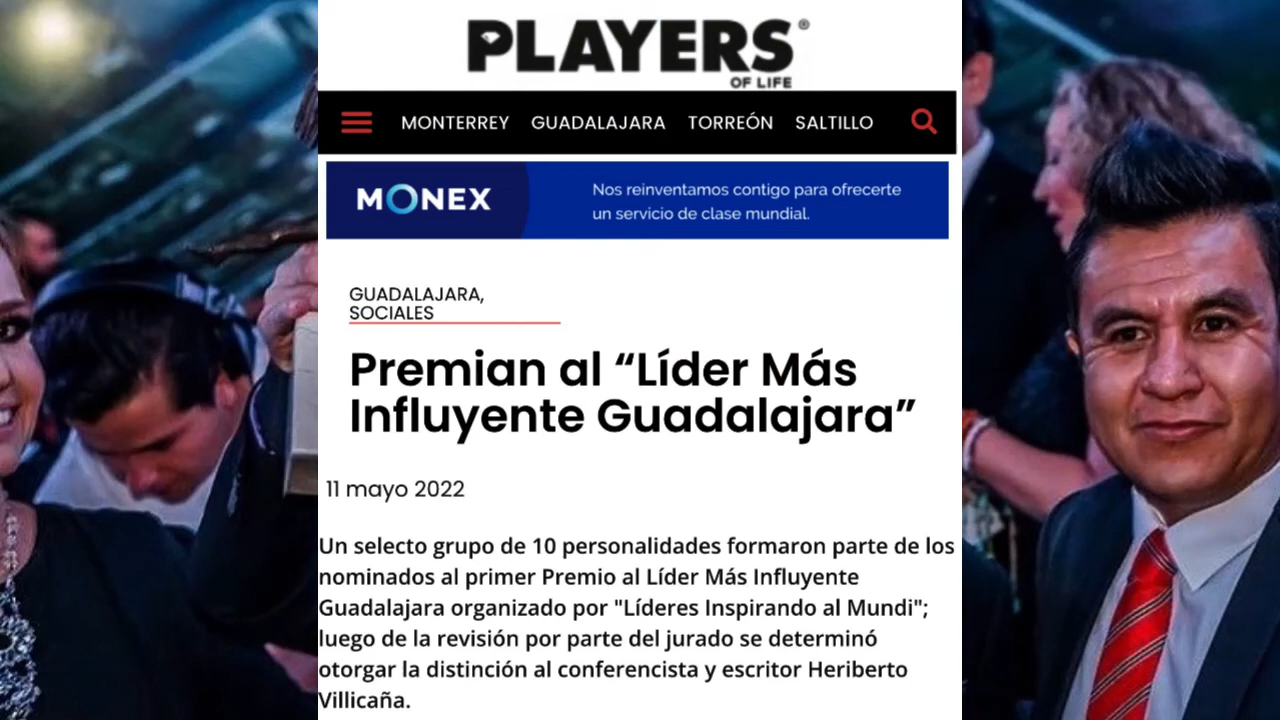 PLAYERS®
OF LIFE
MONTERREY GUADALAJARA TORREÓN SALTILLO
MONEX
Nos reinventamos contigo para ofrecerte
un servicio de clase mundial.
GUADALAJARA,
SOCIALES
Premian al “Líder Más
Influyente Guadalajara”
11 mayo 2022
Un selecto grupo de 10 personalidades formaron parte de los
nominados al primer Premio al Líder Más Influyente
Guadalajara organizado por "Líderes Inspirando al Mundi";
luego de la revisión por parte del jurado se determinó
otorgar la distinción al conferencista y escritor Heriberto
Villicaña.